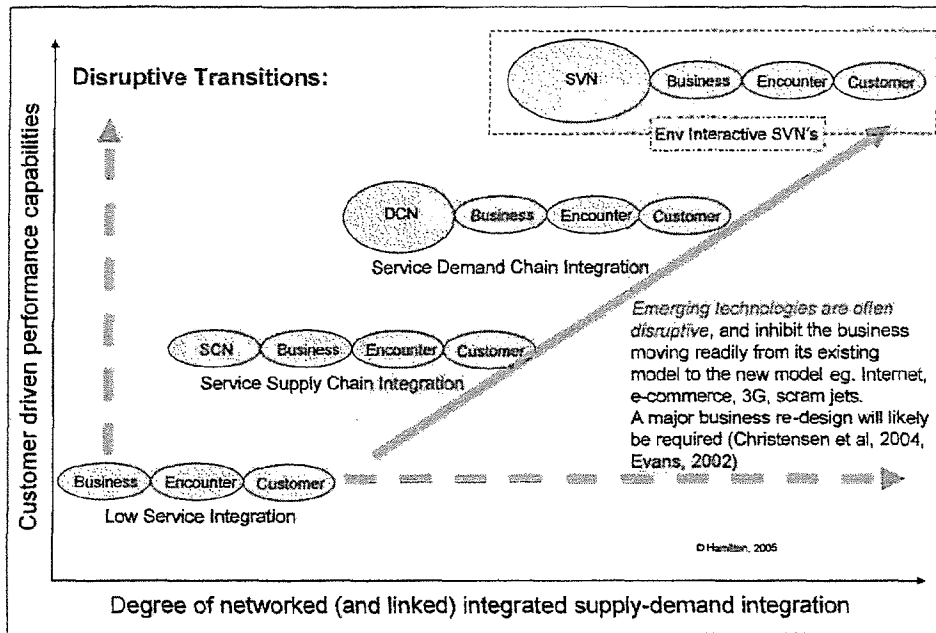 Disruptive Transitions:
SVN Business Encounter Customer
Env Interactive SVN's
DCN Business Encounter Customer
Service Demand Chain Integration
Emerging technologies are often
disruptive, and inhibit the business
moving readily from its existing
model to the new model eg. Internet,
e-commerce, 3G, scram jets.
A major business re-design will likely
be required (Christensen et al, 2004,
Evans, 2002)
SCN Business Encounter Customer
Service Supply Chain Integration
Business Encounter Customer
Low Service Integration
© Hamilton, 2005
Customer driven performance capabilities
Degree of networked (and linked) integrated supply-demand integration